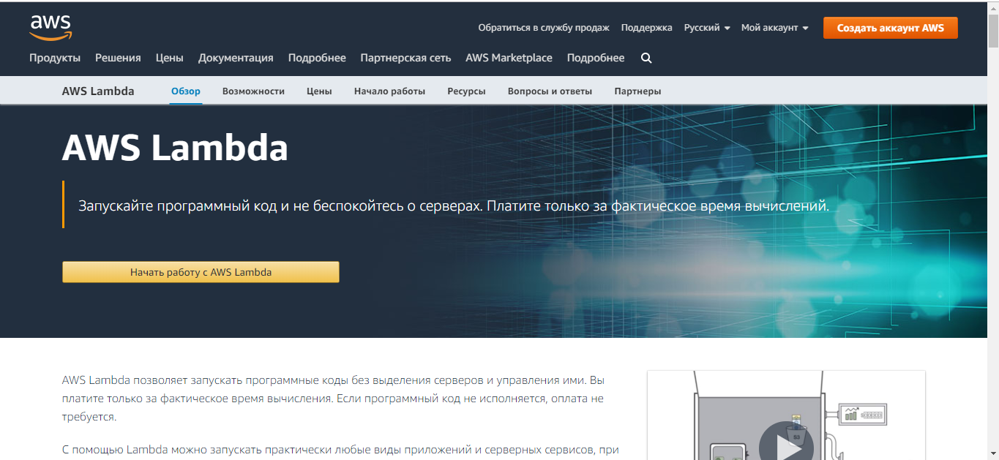 aws
Обратиться в службу продаж Поддержка Русский Мой аккаунт Создать аккаунт AWS
Продукты Решения Цены Документация Подробнее Партнерская сеть AWS Marketplace Подробнее
AWS Lambda Обзор Возможности Цены Начало работы Ресурсы Вопросы и ответы Партнеры
AWS Lambda
Запускайте программный код и не беспокойтесь о серверах. Платите только за фактическое время вычислений.
Начать работу с AWS Lambda
AWS Lambda позволяет запускать программные коды без выделения серверов и управления ими. Вы
платите только за фактическое время вычисления. Если программный код не исполняется, оплата не
требуется.
С помощью Lambda можно запускать практически любые виды приложений и серверных сервисов, при
S3